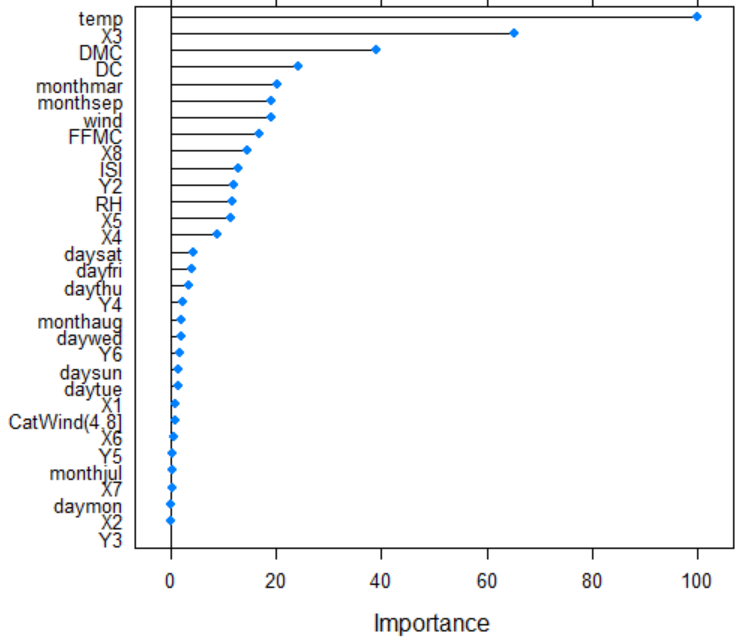 temp
X3
DMC
DC
monthmar
monthsep
wind
FFMC
X8
ISI
Y2
RH
X5
X4
daysat
dayfri
daythu
Y4
monthaug
daywed
Y6
daysun
daytue
X1
CatWind(4,8]
X6
Y5
monthjul
X7
daymon
X2
Y3
0 20 40 60 80 100
Importance